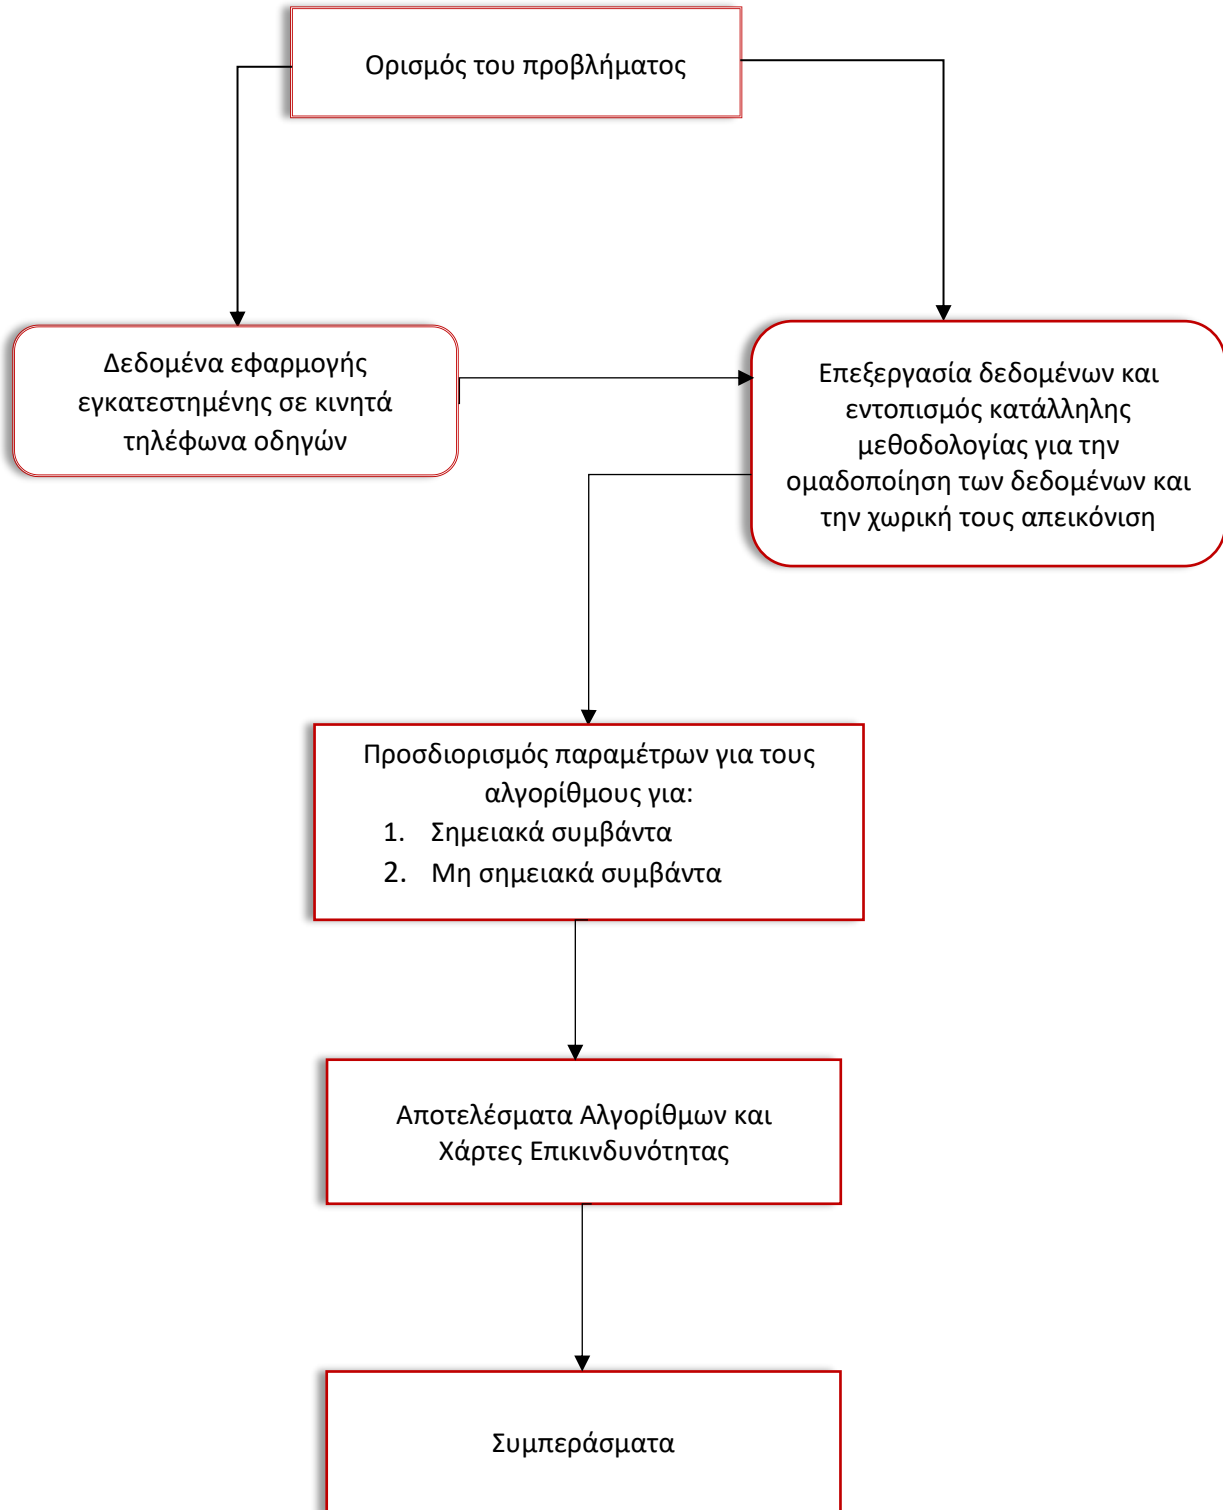 Ορισμός του προβλήματος
Δεδομένα εφαρμογής
εγκατεστημένης σε κινητά
τηλέφωνα οδηγών
Επεξεργασία δεδομένων και
εντοπισμός κατάλληλης
μεθοδολογίας για την
ομαδοποίηση των δεδομένων και
την χωρική τους απεικόνιση
Προσδιορισμός παραμέτρων για τους
αλγορίθμους για:
1. Σημειακά συμβάντα
2. Μη σημειακά συμβάντα
Αποτελέσματα Αλγορίθμων και
Χάρτες Επικινδυνότητας
Συμπεράσματα